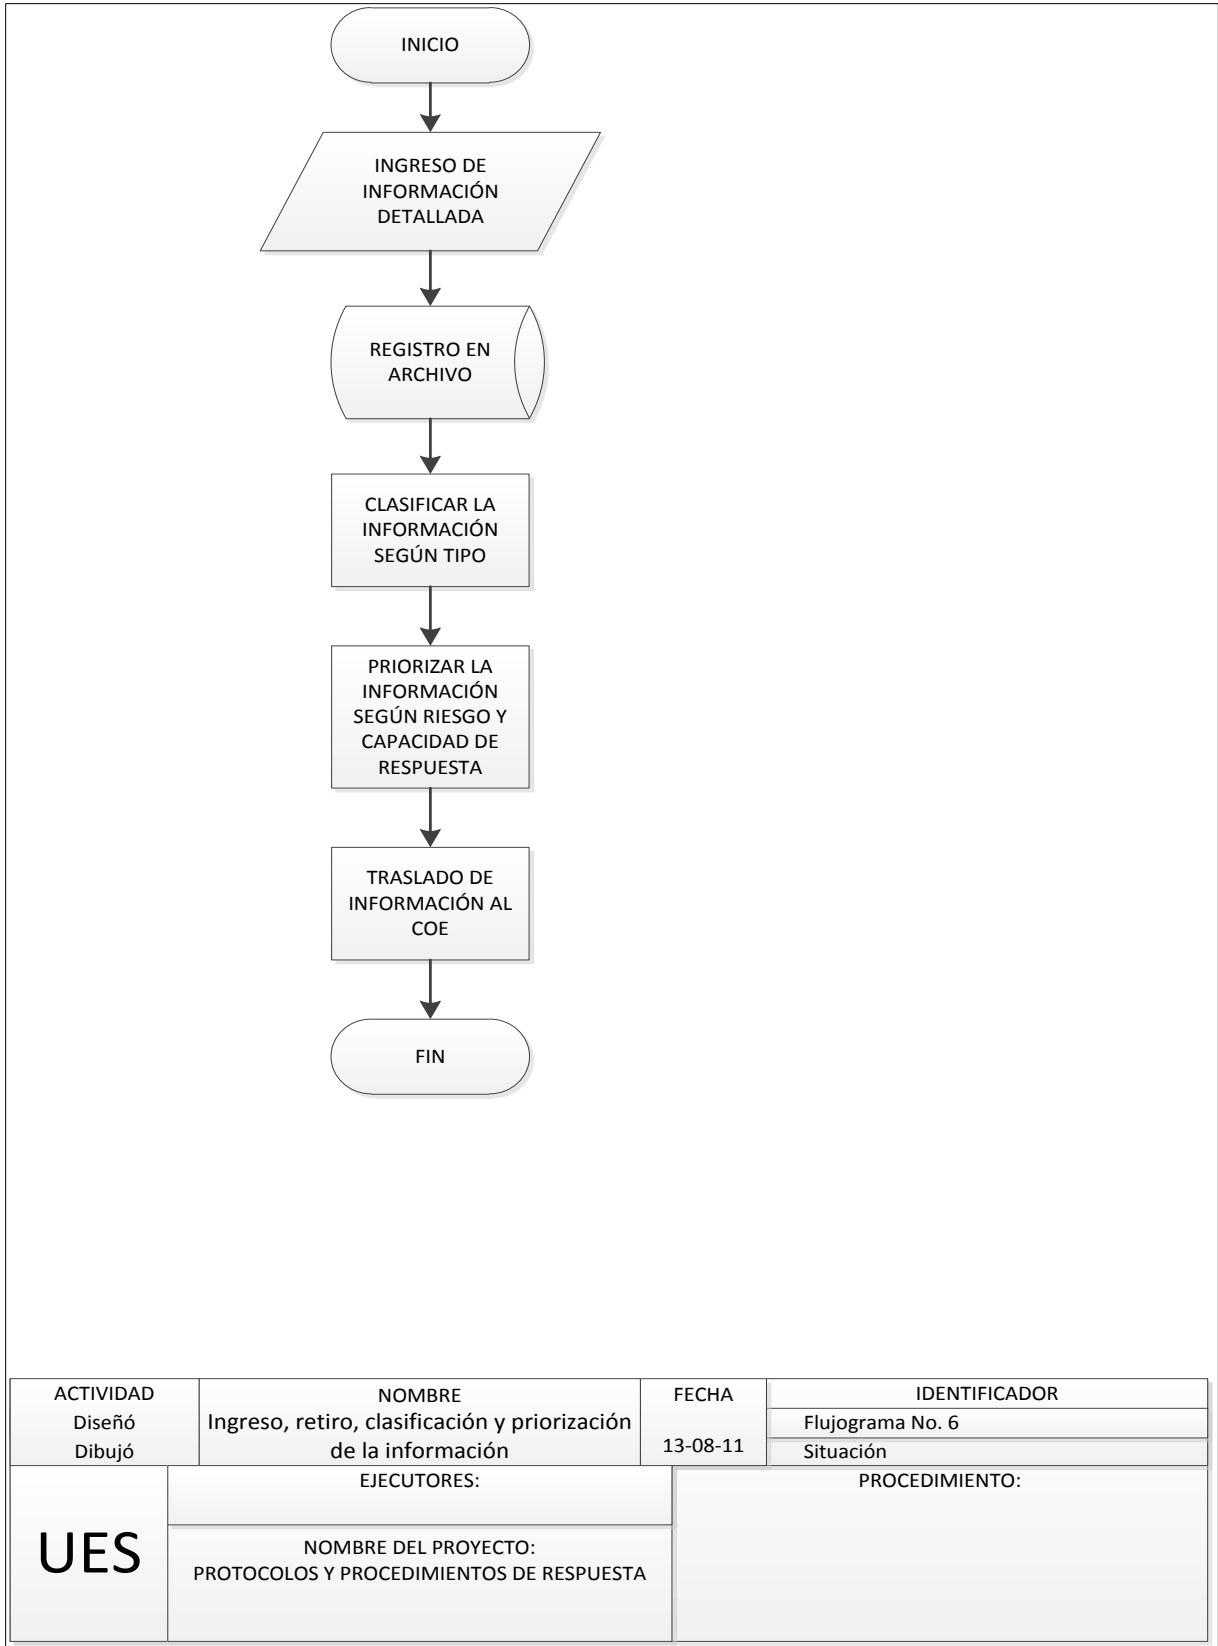 INICIO
INGRESO DE
INFORMACIÓN
DETALLADA
REGISTRO EN
ARCHIVO
CLASIFICAR LA
INFORMACIÓN
SEGÚN TIPO
PRIORIZAR LA
INFORMACIÓN
SEGÚN RIESGO Y
CAPACIDAD DE
RESPUESTA
TRASLADO DE
INFORMACIÓN AL
COE
FIN
ACTIVIDAD
Diseñó
Dibujó
NOMBRE
Ingreso, retiro, clasificación y priorización
de la información
FECHA
13-08-11
IDENTIFICADOR
Flujograma No. 6
Situación
UES
EJECUTORES:
NOMBRE DEL PROYECTO:
PROTOCOLOS Y PROCEDIMIENTOS DE RESPUESTA
PROCEDIMIENTO: